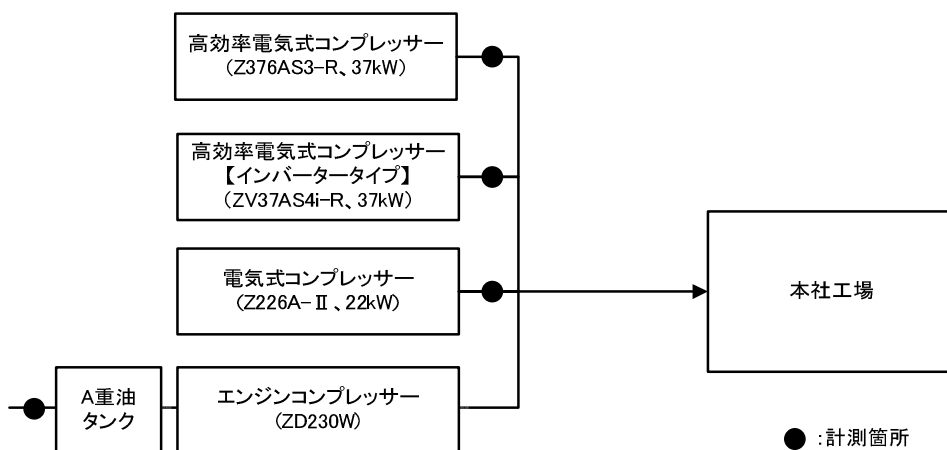 高効率電気式コンプレッサー
（Z376AS3-R、37kW）
高効率電気式コンプレッサー
【インバータータイプ】
（ZV37AS4i-R、37kW）
電気式コンプレッサー
（Z226A-Ⅱ、22kW）
本社工場
A重油
タンク
エンジンコンプレッサー
（ZD230W）
：計測箇所